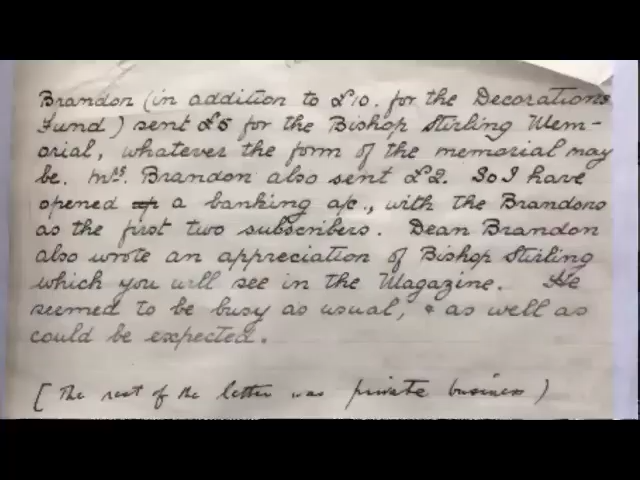 Brandon (in addition to £10. for the Decorations
Fund) sent £5 for the Bishop Stirling Mem-
orial, whatever the form of the memorial may
be. Mrs. Brandon also sent £2. So I have
opened up a banking a/c., with the Brandons
as the first two subscribers. Dean Brandon
also wrote an appreciation of Bishop Stirling
which you will see in the Magazine. He
seemed to be busy as usual, & as well as
could be expected.
[The rest of the letter was private business)